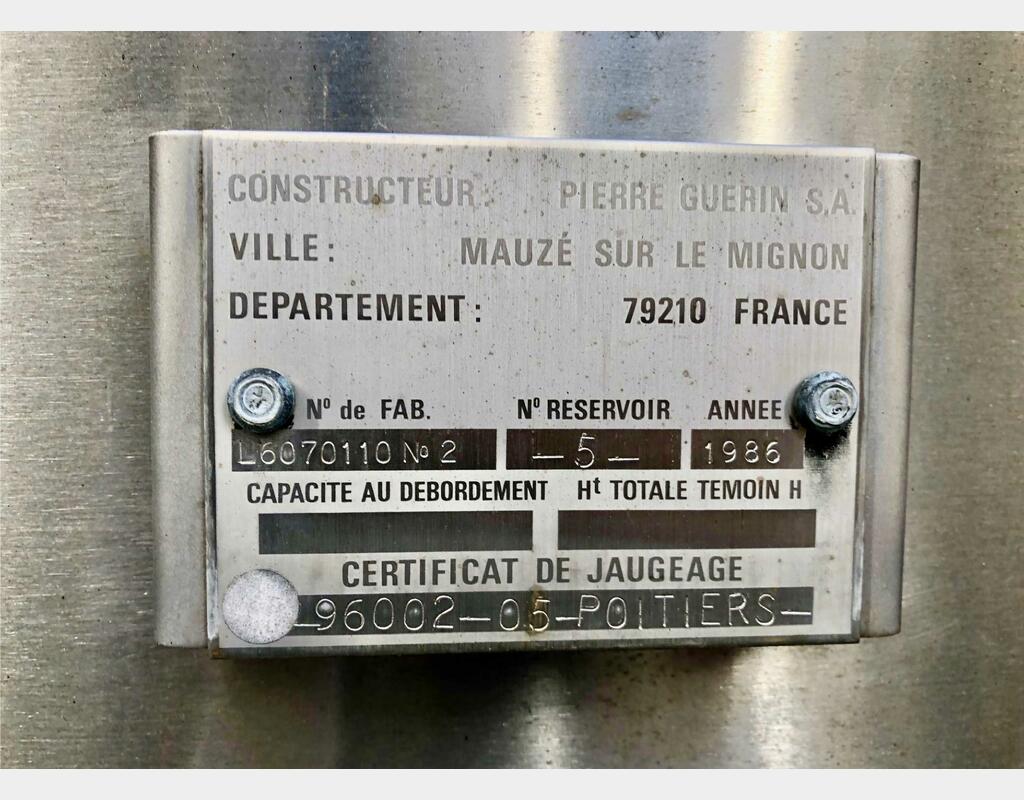 CONSTRUCTEUR: PIERRE GUERIN S.A.
VILLE: MAUZÉ SUR LE MIGNON
DEPARTEMENT: 79210 FRANCE
Nº de FAB. Nº RESERVOIR ANNEE
L6070110 Nº 2 –5– 1986
CAPACITE AU DEBORDEMENT Ht TOTALE TEMOIN H
CERTIFICAT DE JAUGEAGE
–96002–05–POITIERS–